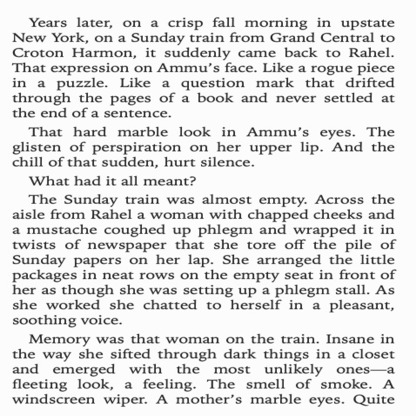 Years later, on a crisp fall morning in upstate
New York, on a Sunday train from Grand Central to
Croton Harmon, it suddenly came back to Rahel.
That expression on Ammu’s face. Like a rogue piece
in a puzzle. Like a question mark that drifted
through the pages of a book and never settled at
the end of a sentence.
That hard marble look in Ammu’s eyes. The
glisten of perspiration on her upper lip. And the
chill of that sudden, hurt silence.
What had it all meant?
The Sunday train was almost empty. Across the
aisle from Rahel a woman with chapped cheeks and
a mustache coughed up phlegm and wrapped it in
twists of newspaper that she tore off the pile of
Sunday papers on her lap. She arranged the little
packages in neat rows on the empty seat in front of
her as though she was setting up a phlegm stall. As
she worked she chatted to herself in a pleasant,
soothing voice.
Memory was that woman on the train. Insane in
the way she sifted through dark things in a closet
and emerged with the most unlikely ones—a
fleeting look, a feeling. The smell of smoke. A
windscreen wiper. A mother’s marble eyes. Quite